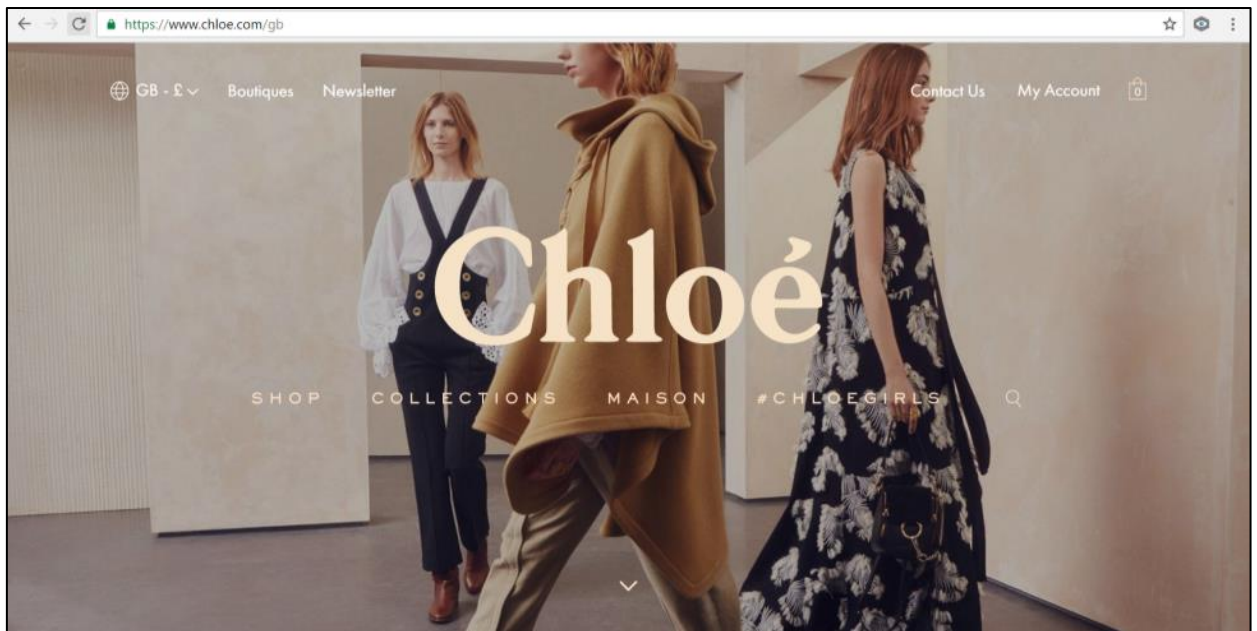 https://www.chloe.com/gb
GB - £ Boutiques Newsletter Contact Us My Account 0
Chloé
SHOP COLLECTIONS MAISON #CHLOEGIRLS